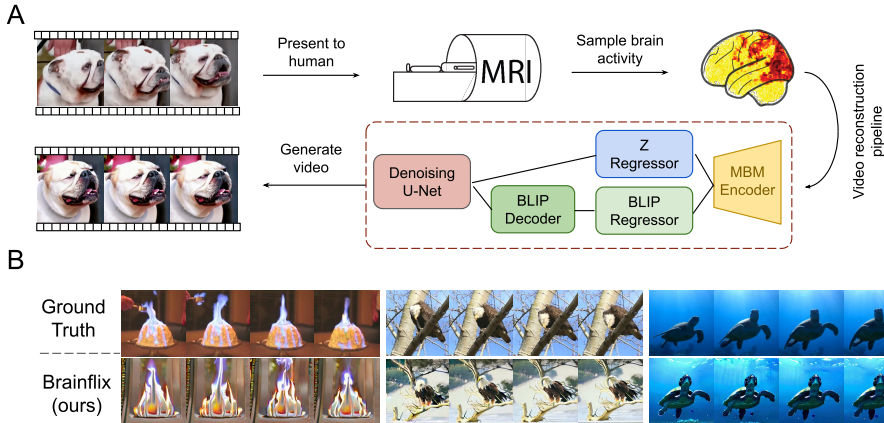 A
Present to
human
MRI
Sample brain
activity
Video reconstruction
pipeline
Generate
video
Denoising
U-Net
Z
Regressor
BLIP
Decoder
BLIP
Regressor
MBM
Encoder
B
Ground
Truth
Brainflix
(ours)